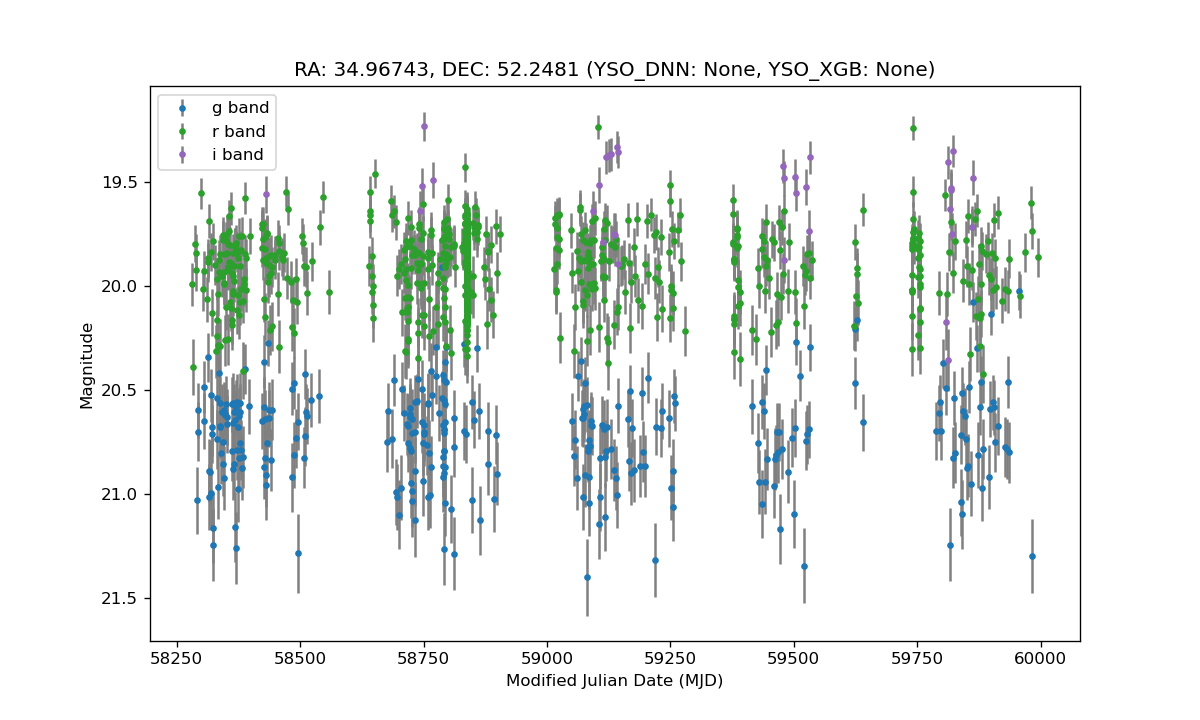 RA: 34.96743, DEC: 52.2481 (YSO_DNN: None, YSO_XGB: None)
g band
r band
i band
19.5
20.0
20.5
21.0
21.5
Magnitude
58250 58500 58750 59000 59250 59500 59750 60000
Modified Julian Date (MJD)